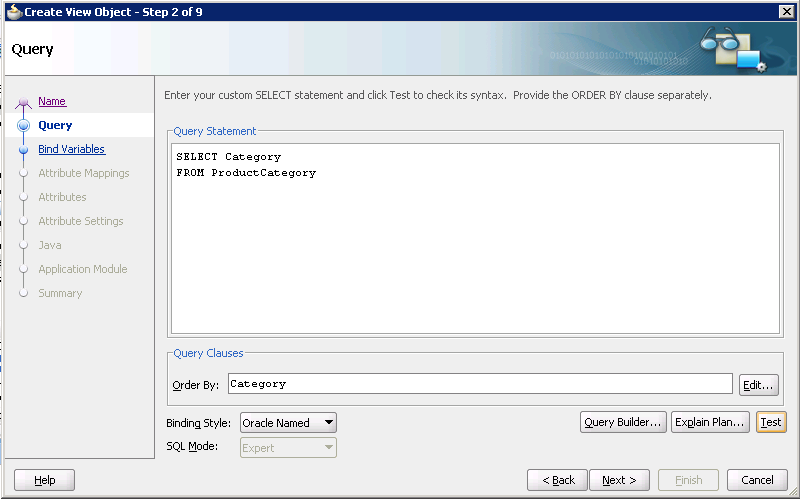 Create View Object - Step 2 of 9
Query
Name
Query
Bind Variables
Attribute Mappings
Attributes
Attribute Settings
Java
Application Module
Summary
Enter your custom SELECT statement and click Test to check its syntax.  Provide the ORDER BY clause separately.
Query Statement
SELECT Category
FROM ProductCategory
Query Clauses
Order By: Category Edit...
Binding Style: Oracle Named Query Builder... Explain Plan... Test
SQL Mode: Expert
Help < Back Next > Finish Cancel